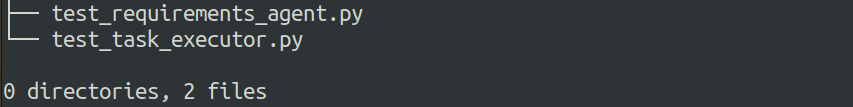 ├── test_requirements_agent.py
└── test_task_executor.py
0 directories, 2 files